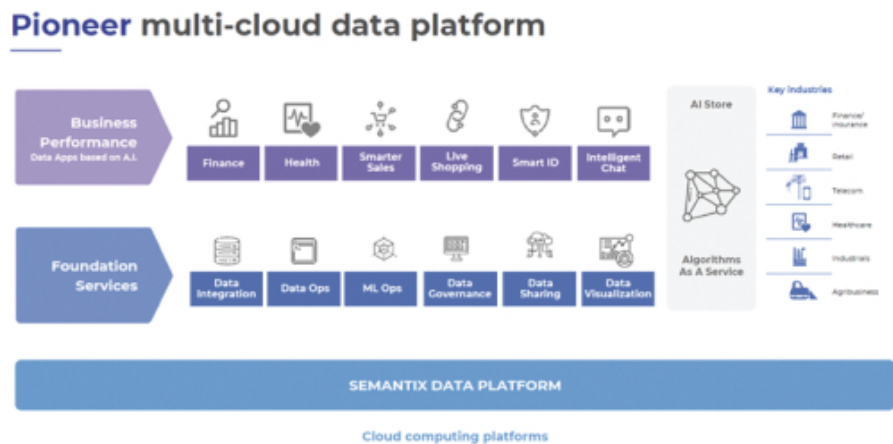 Pioneer multi-cloud data platform
Business
Performance
Data Apps based on A.I.
Finance
Health
Smarter
Sales
Live
Shopping
Smart ID
Intelligent
Chat
Foundation
Services
Data
Integration
Data Ops
ML Ops
Data
Governance
Data
Sharing
Data
Visualization
AI Store
Algorithms
As A Service
Key industries
Finance/
insurance
Retail
Telecom
Healthcare
Industrials
Agribusiness
SEMANTIX DATA PLATFORM
Cloud computing platforms